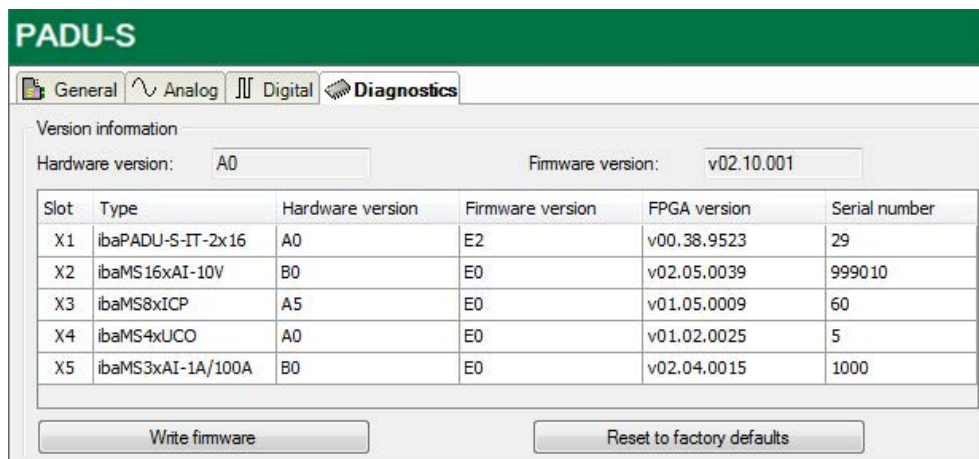 PADU-S
General Analog Digital Diagnostics
Version information
Hardware version: A0 Firmware version: v02.10.001
Slot Type Hardware version Firmware version FPGA version Serial number
X1 ibaPADU-S-IT-2x16 A0 E2 v00.38.9523 29
X2 ibaMS16xAI-10V B0 E0 v02.05.0039 999010
X3 ibaMS8xICP A5 E0 v01.05.0009 60
X4 ibaMS4xUCO A0 E0 v01.02.0025 5
X5 ibaMS3xAI-1A/100A B0 E0 v02.04.0015 1000
Write firmware Reset to factory defaults